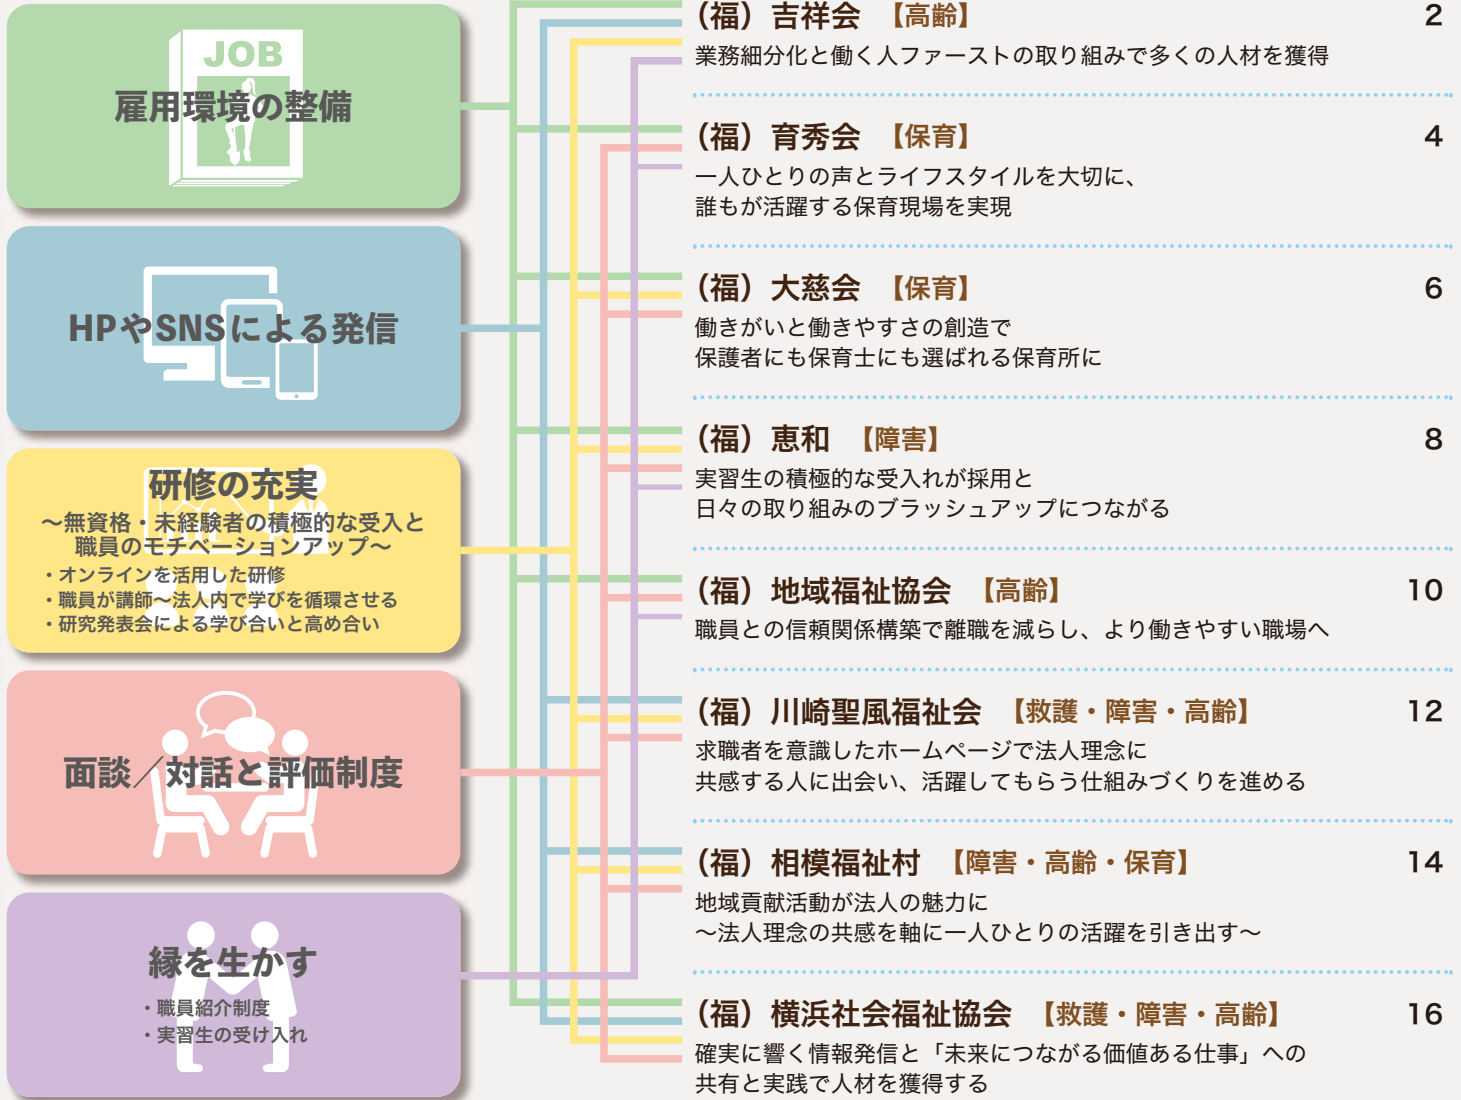 JOB
雇用環境の整備
HPやSNSによる発信
研修の充実
〜無資格・未経験者の積極的な受入と
職員のモチベーションアップ〜
・オンラインを活用した研修
・職員が講師〜法人内で学びを循環させる
・研究発表会による学び合いと高め合い
面談／対話と評価制度
縁を生かす
・職員紹介制度
・実習生の受け入れ
（福）吉祥会 【高齢】 2
業務細分化と働く人ファーストの取り組みで多くの人材を獲得
（福）育秀会 【保育】 4
一人ひとりの声とライフスタイルを大切に、
誰もが活躍する保育現場を実現
（福）大慈会 【保育】 6
働きがいと働きやすさの創造で
保護者にも保育士にも選ばれる保育所に
（福）恵和 【障害】 8
実習生の積極的な受入れが採用と
日々の取り組みのブラッシュアップにつながる
（福）地域福祉協会 【高齢】 10
職員との信頼関係構築で離職を減らし、より働きやすい職場へ
（福）川崎聖風福祉会 【救護・障害・高齢】 12
求職者を意識したホームページで法人理念に
共感する人に出会い、活躍してもらう仕組みづくりを進める
（福）相模福祉村 【障害・高齢・保育】 14
地域貢献活動が法人の魅力に
〜法人理念の共感を軸に一人ひとりの活躍を引き出す〜
（福）横浜社会福祉協会 【救護・障害・高齢】 16
確実に響く情報発信と「未来につながる価値ある仕事」への
共有と実践で人材を獲得する